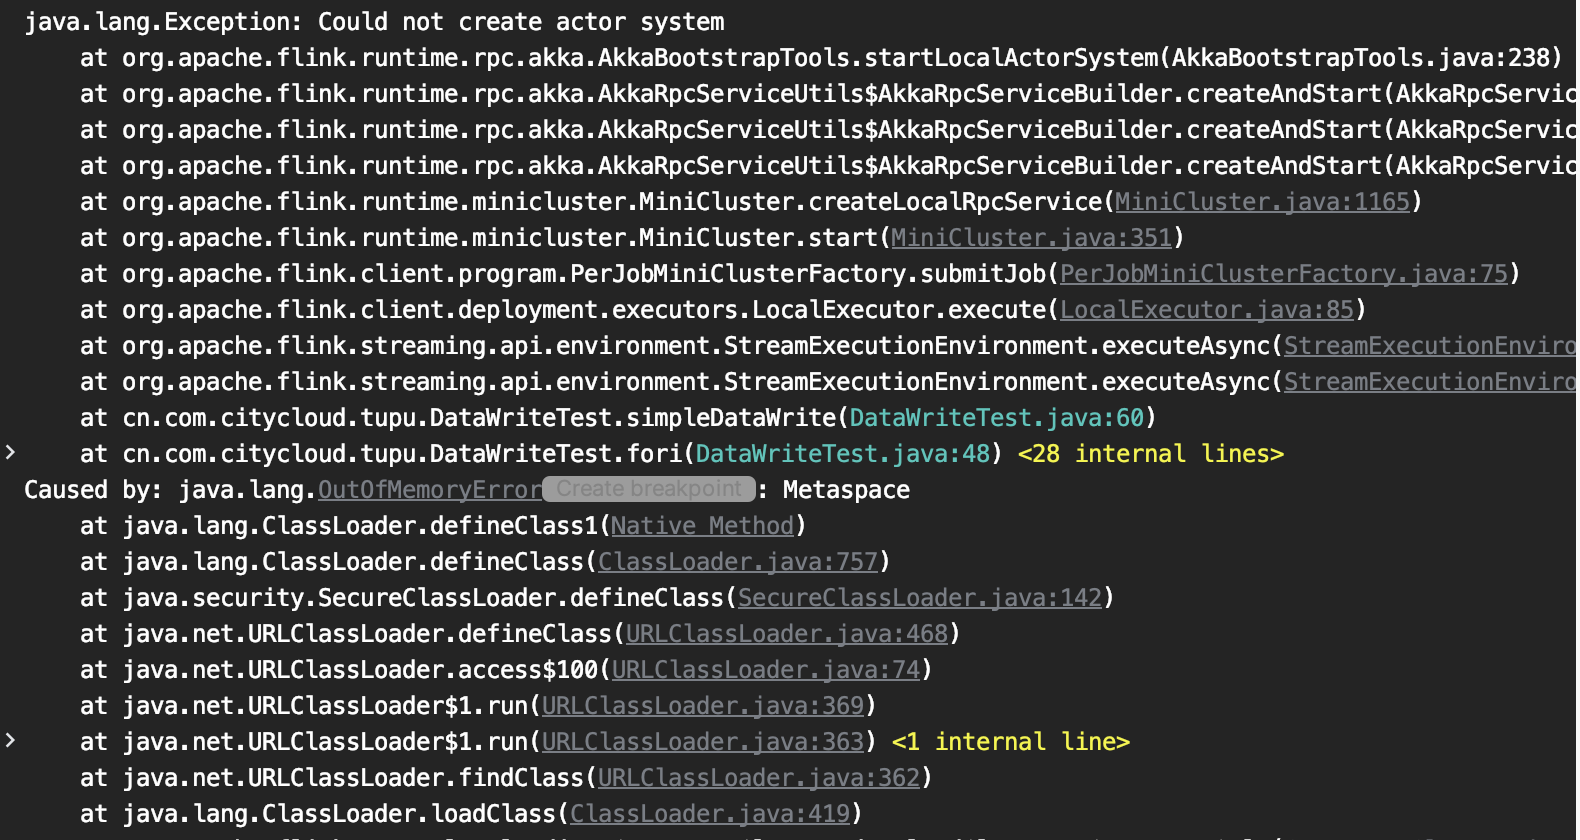 java.lang.Exception: Could not create actor system
at org.apache.flink.runtime.rpc.akka.AkkaBootstrapTools.startLocalActorSystem(AkkaBootstrapTools.java:238)
at org.apache.flink.runtime.rpc.akka.AkkaRpcServiceUtils$AkkaRpcServiceBuilder.createAndStart(AkkaRpcServic
at org.apache.flink.runtime.rpc.akka.AkkaRpcServiceUtils$AkkaRpcServiceBuilder.createAndStart(AkkaRpcServic
at org.apache.flink.runtime.rpc.akka.AkkaRpcServiceUtils$AkkaRpcServiceBuilder.createAndStart(AkkaRpcServic
at org.apache.flink.runtime.minicluster.MiniCluster.createLocalRpcService(MiniCluster.java:1165)
at org.apache.flink.runtime.minicluster.MiniCluster.start(MiniCluster.java:351)
at org.apache.flink.client.program.PerJobMiniClusterFactory.submitJob(PerJobMiniClusterFactory.java:75)
at org.apache.flink.client.deployment.executors.LocalExecutor.execute(LocalExecutor.java:85)
at org.apache.flink.streaming.api.environment.StreamExecutionEnvironment.executeAsync(StreamExecutionEnviro
at org.apache.flink.streaming.api.environment.StreamExecutionEnvironment.executeAsync(StreamExecutionEnviro
at cn.com.citycloud.tupu.DataWriteTest.simpleDataWrite(DataWriteTest.java:60)
at cn.com.citycloud.tupu.DataWriteTest.fori(DataWriteTest.java:48) <28 internal lines>
Caused by: java.lang.OutOfMemoryError Create breakpoint : Metaspace
at java.lang.ClassLoader.defineClass1(Native Method)
at java.lang.ClassLoader.defineClass(ClassLoader.java:757)
at java.security.SecureClassLoader.defineClass(SecureClassLoader.java:142)
at java.net.URLClassLoader.defineClass(URLClassLoader.java:468)
at java.net.URLClassLoader.access$100(URLClassLoader.java:74)
at java.net.URLClassLoader$1.run(URLClassLoader.java:369)
at java.net.URLClassLoader$1.run(URLClassLoader.java:363) <1 internal line>
at java.net.URLClassLoader.findClass(URLClassLoader.java:362)
at java.lang.ClassLoader.loadClass(ClassLoader.java:419)